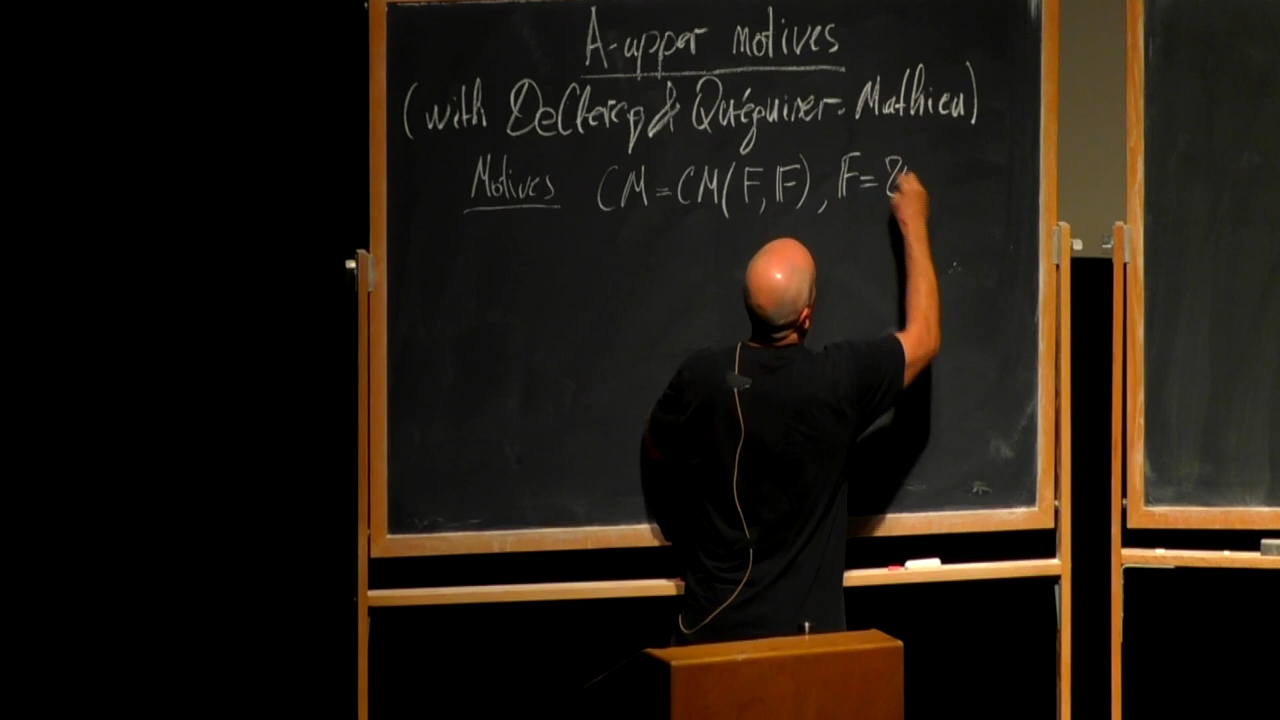 A-upper motives
(with DeClercq & Quéguiner-Mathieu)
Motives CM = CM(F, 𝔽), 𝔽 = ℤ